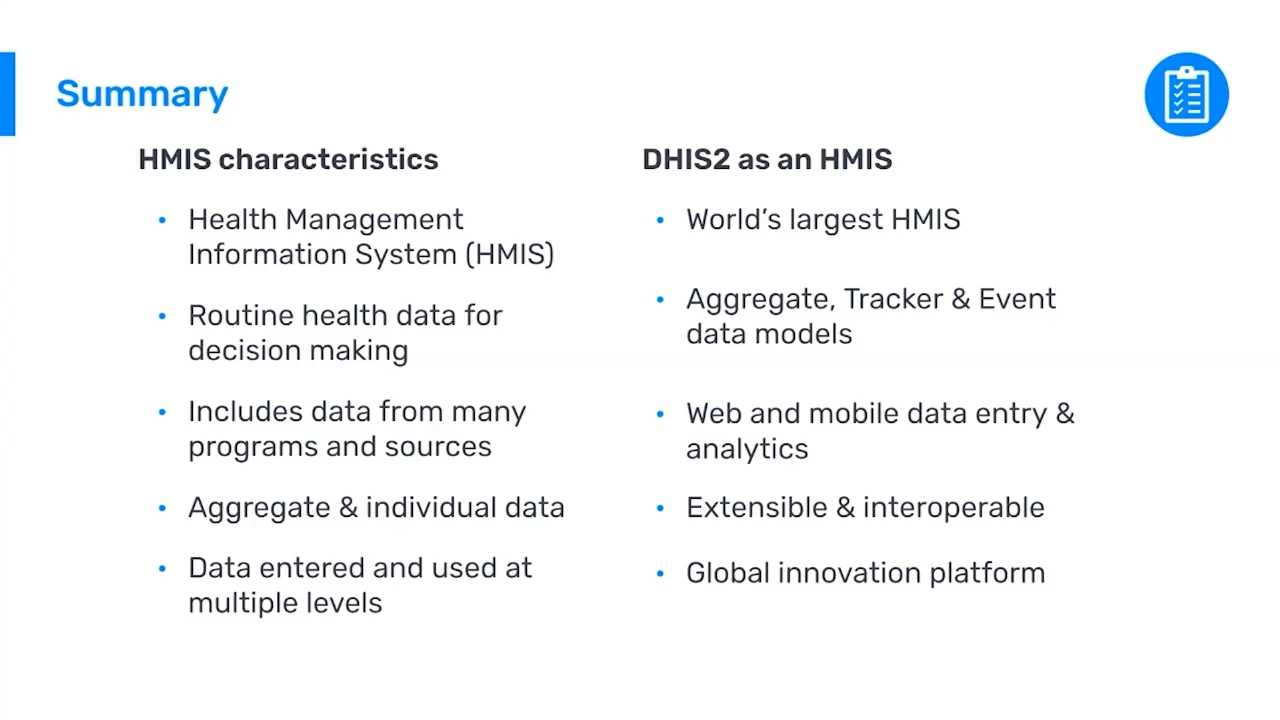 Summary
HMIS characteristics
Health Management
Information System (HMIS)
Routine health data for
decision making
Includes data from many
programs and sources
Aggregate & individual data
Data entered and used at
multiple levels
DHIS2 as an HMIS
World’s largest HMIS
Aggregate, Tracker & Event
data models
Web and mobile data entry &
analytics
Extensible & interoperable
Global innovation platform